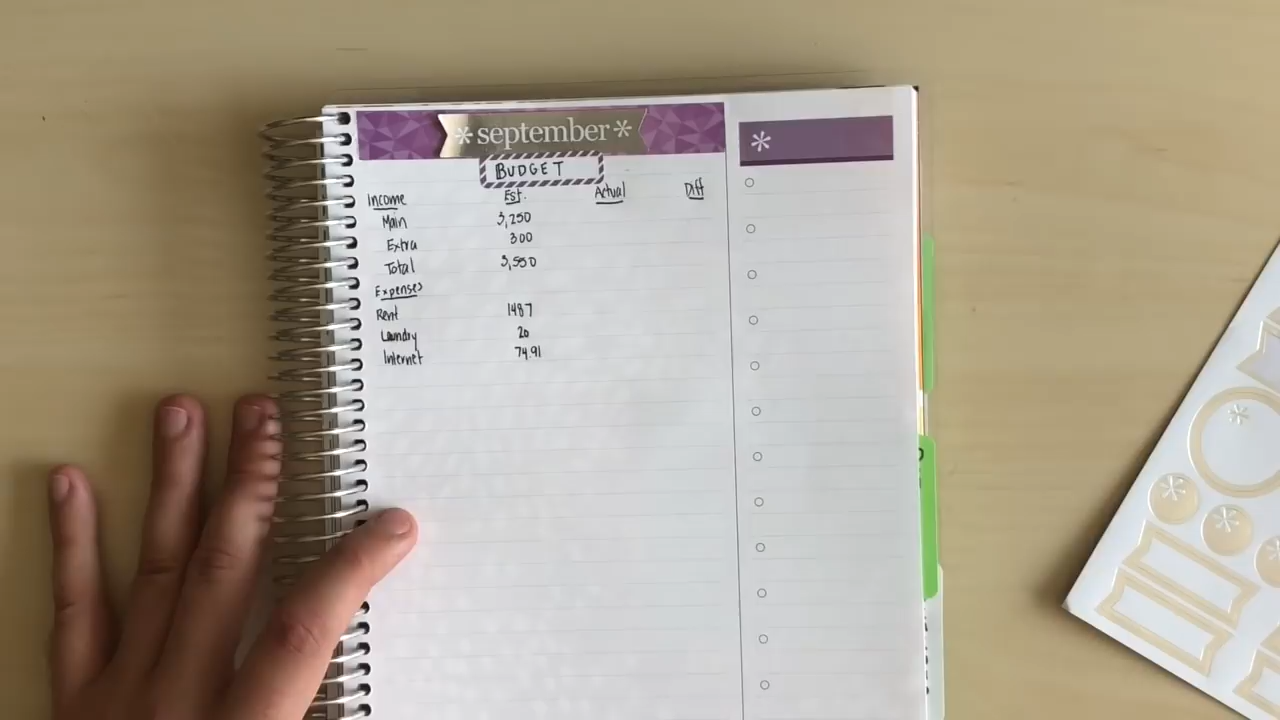 *september*
BUDGET
Income Est. Actual Diff
Main 3,250
Extra 300
Total 3,550
Expenses
Rent 1487
Laundry 20
Internet 74.91